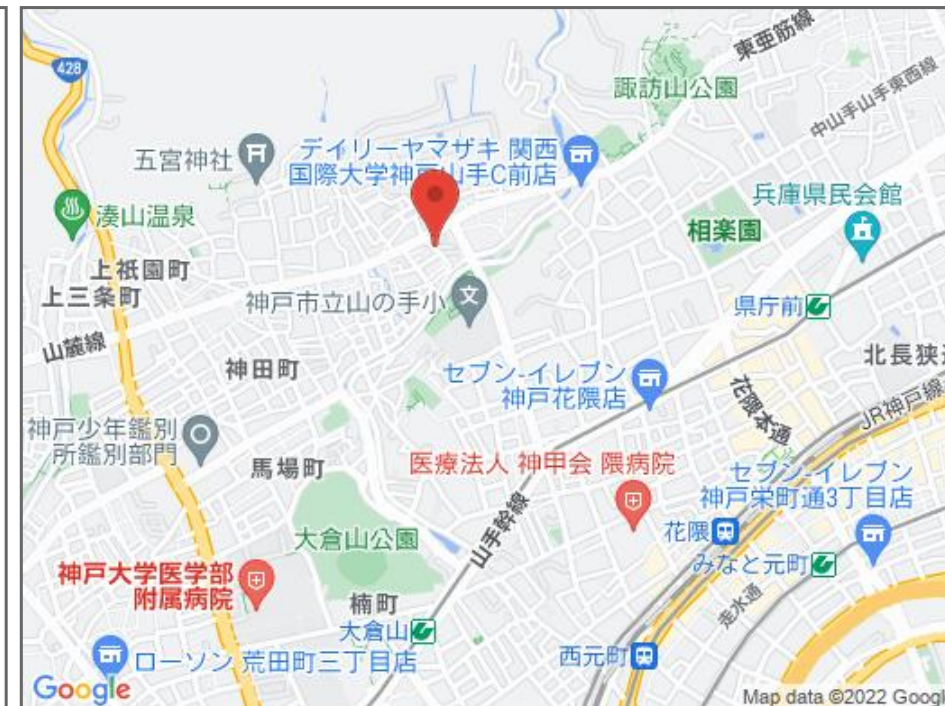 428
東亜筋線
諏訪山公園
中山手山手東西線
五宮神社
デイリーヤマザキ 関西
国際大学神戸山手C前店
兵庫県民会館
湊山温泉
相楽園
上祇園町
上三条町
神戸市立山の手小
文
県庁前
山麓線
神田町
セブン-イレブン
神戸花隈店
北長狭
花隈本通
JR神戸線
神戸少年鑑別
所鑑別部門
馬場町
医療法人 神甲会 隈病院
セブン-イレブン
神戸栄町通3丁目店
山手幹線
大倉山公園
花隈
みなと元町
神戸大学医学部
附属病院
楠町
走水通
大倉山
西元町
ローソン 荒田町三丁目店
Google
Map data ©2022 Googl